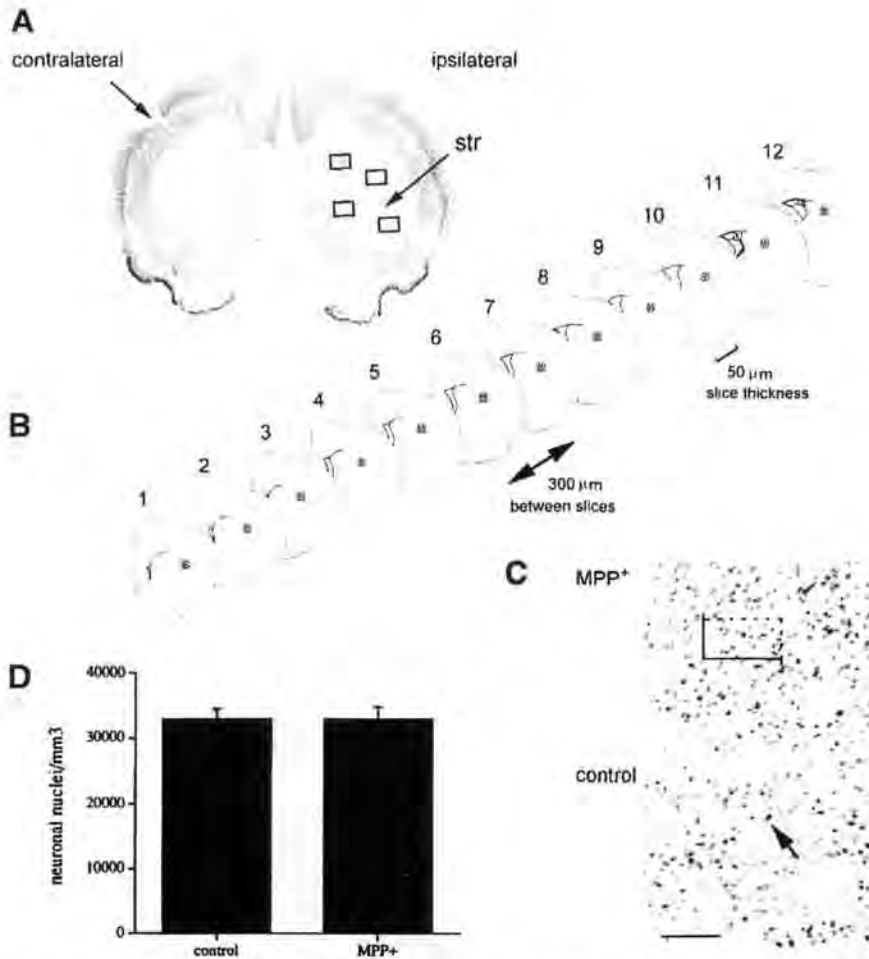 A
contralateral
ipsilateral
str
B
1
2
3
4
5
6
7
8
9
10
11
12
50 µm
slice thickness
300 µm
between slices
C
MPP+
control
D
40000
30000
20000
10000
0
neuronal nuclei/mm3
control
MPP+